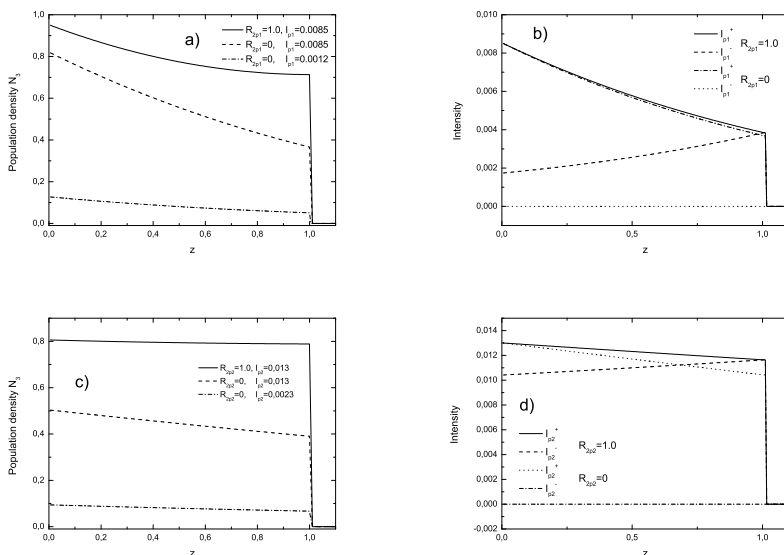 a)
R2p1=1.0, Ip1=0.0085
R2p1=0, Ip1=0.0085
R2p1=0, Ip1=0.0012
Population density N3
1,0
0,8
0,6
0,4
0,2
0,0
0,0 0,2 0,4 0,6 0,8 1,0
z
b)
Ip1+
Ip1- R2p1=1.0
Ip1+
Ip1- R2p1=0
Intensity
0,010
0,008
0,006
0,004
0,002
0,000
0,0 0,5 1,0
z
c)
R2p2=1.0, Ip2=0,013
R2p2=0, Ip2=0,013
R2p2=0, Ip2=0,0023
Population density N3
0,8
0,6
0,4
0,2
0,0
0,0 0,2 0,4 0,6 0,8 1,0
z
d)
Ip2+
Ip2- R2p2=1.0
Ip2+
Ip2- R2p2=0
Intensity
0,014
0,012
0,010
0,008
0,006
0,004
0,002
0,000
-0,002
0,0 0,5 1,0
z